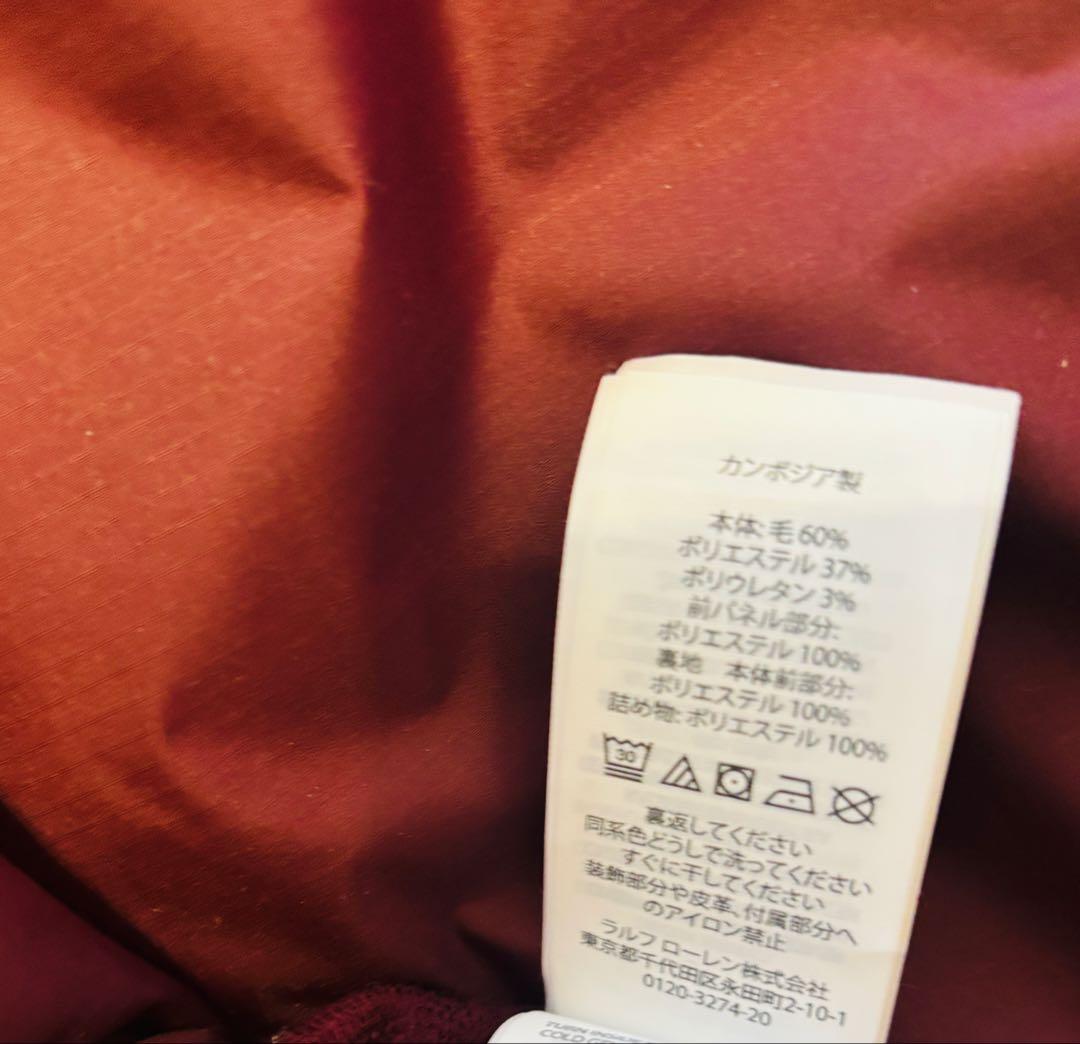 カンボジア製
本体: 毛 60%
ポリエステル 37%
ポリウレタン 3%
前パネル部分:
ポリエステル 100%
裏地 本体前部分:
ポリエステル 100%
詰め物: ポリエステル 100%
30
裏返してください
同系色どうしで洗ってください
すぐに干してください
装飾部分や皮革、付属部分へ
のアイロン禁止
ラルフ ローレン株式会社
東京都千代田区永田町2-10-1
0120-3274-20
TURN INSIDE
COLD